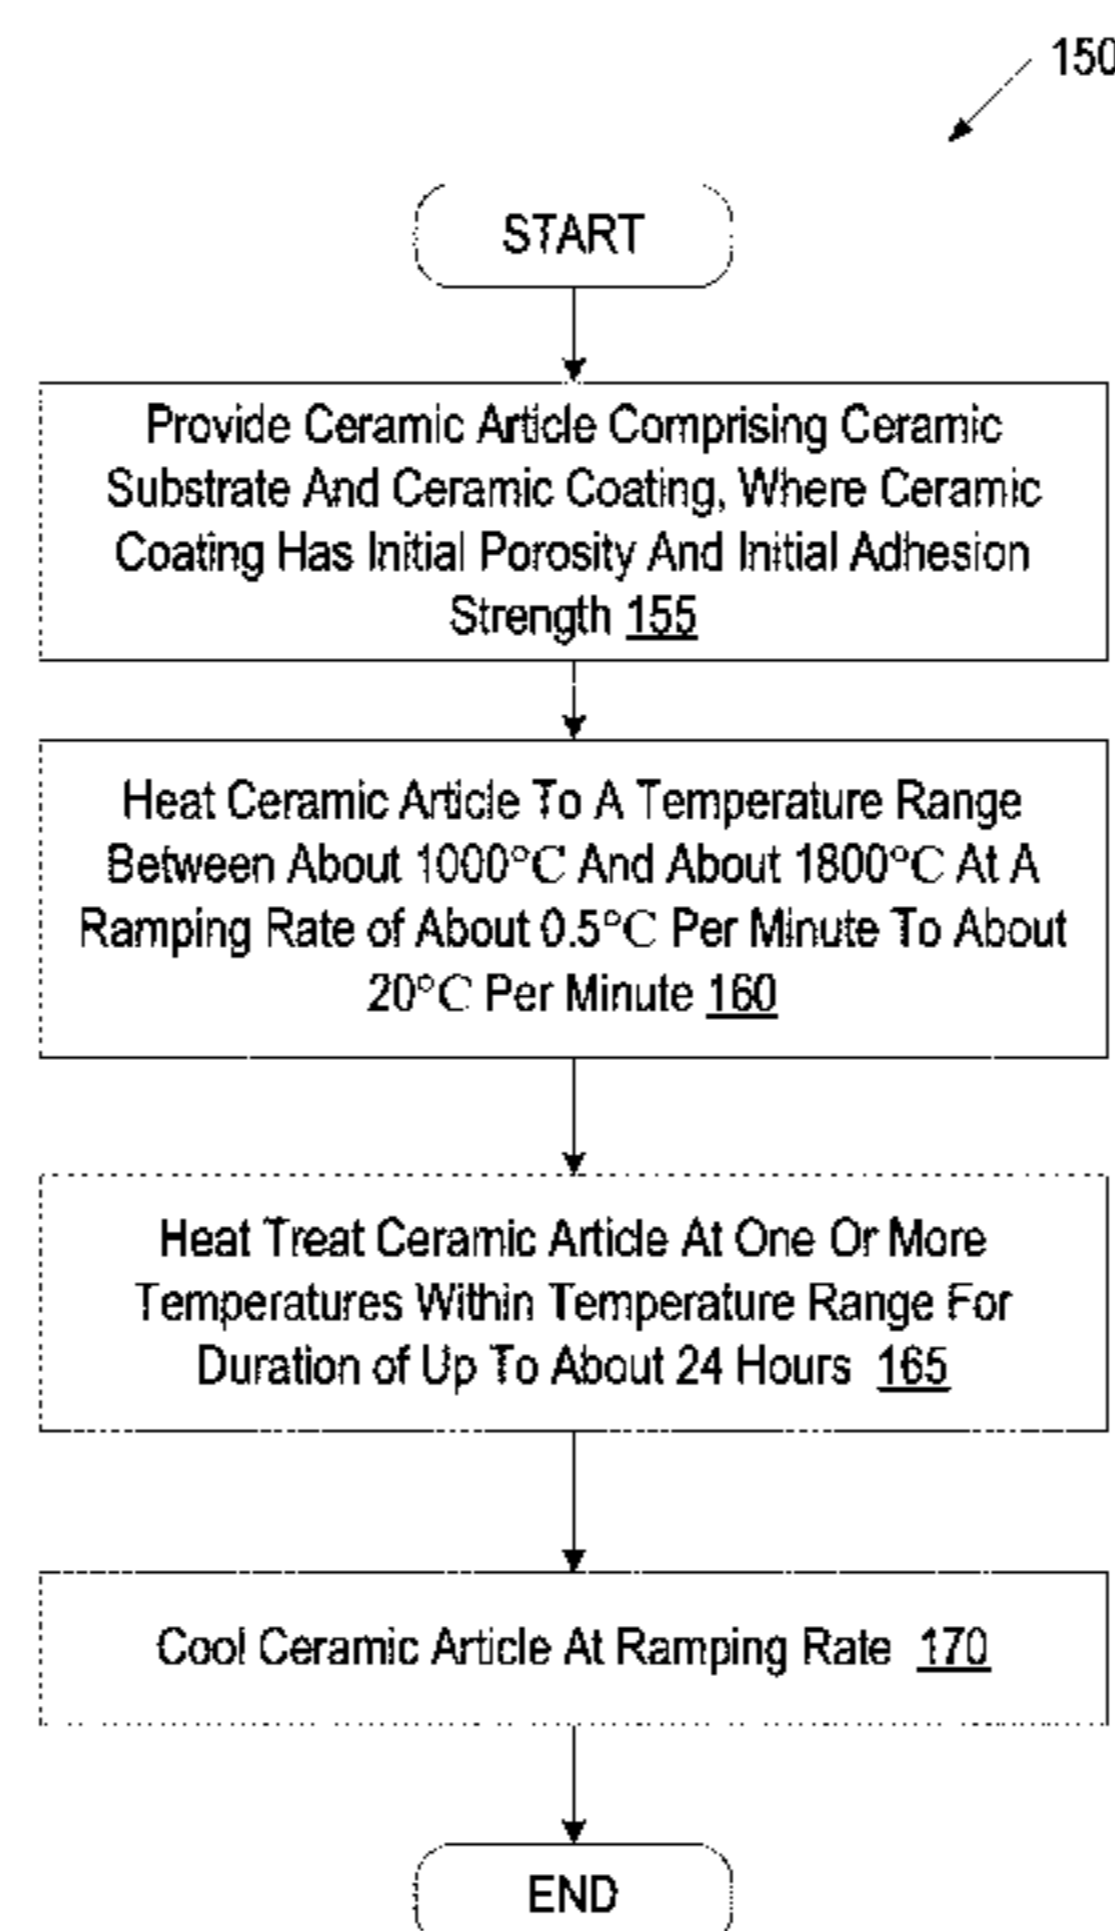 150
START
Provide Ceramic Article Comprising Ceramic
Substrate And Ceramic Coating, Where Ceramic
Coating Has Initial Porosity And Initial Adhesion
Strength 155
Heat Ceramic Article To A Temperature Range
Between About 1000°C And About 1800°C At A
Ramping Rate of About 0.5°C Per Minute To About
20°C Per Minute 160
Heat Treat Ceramic Article At One Or More
Temperatures Within Temperature Range For
Duration of Up To About 24 Hours 165
Cool Ceramic Article At Ramping Rate 170
END